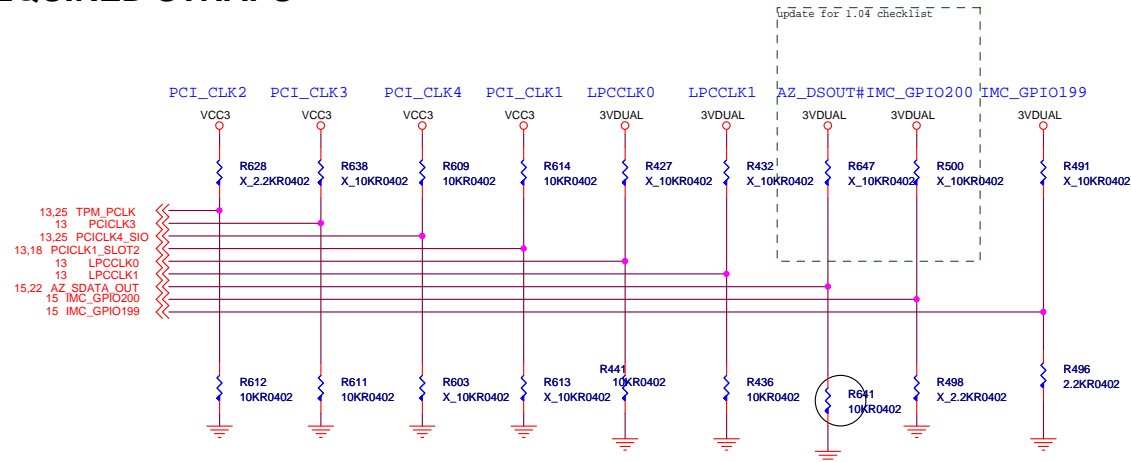 update for 1.04 checklist
PCI_CLK2 PCI_CLK3 PCI_CLK4 PCI_CLK1 LPCCLK0 LPCCLK1 AZ_DSOUT# IMC_GPIO200 IMC_GPIO199
VCC3 VCC3 VCC3 VCC3 3VDUAL 3VDUAL 3VDUAL 3VDUAL 3VDUAL
R628 R638 R609 R614 R427 R432 R647 R500 R491
X_2.2KR0402 X_10KR0402 10KR0402 10KR0402 X_10KR0402 X_10KR0402 X_10KR0402 X_10KR0402 X_10KR0402
13,25 TPM_PCLK
13 PCICLK3
13,25 PCICLK4_SIO
13,18 PCICLK1_SLOT2
13 LPCCLK0
13 LPCCLK1
15,22 AZ_SDATA_OUT
15 IMC_GPIO200
15 IMC_GPIO199
R612 R611 R603 R613 R441 R436 R641 R498 R496
10KR0402 10KR0402 X_10KR0402 X_10KR0402 10KR0402 10KR0402 10KR0402 X_2.2KR0402 2.2KR0402